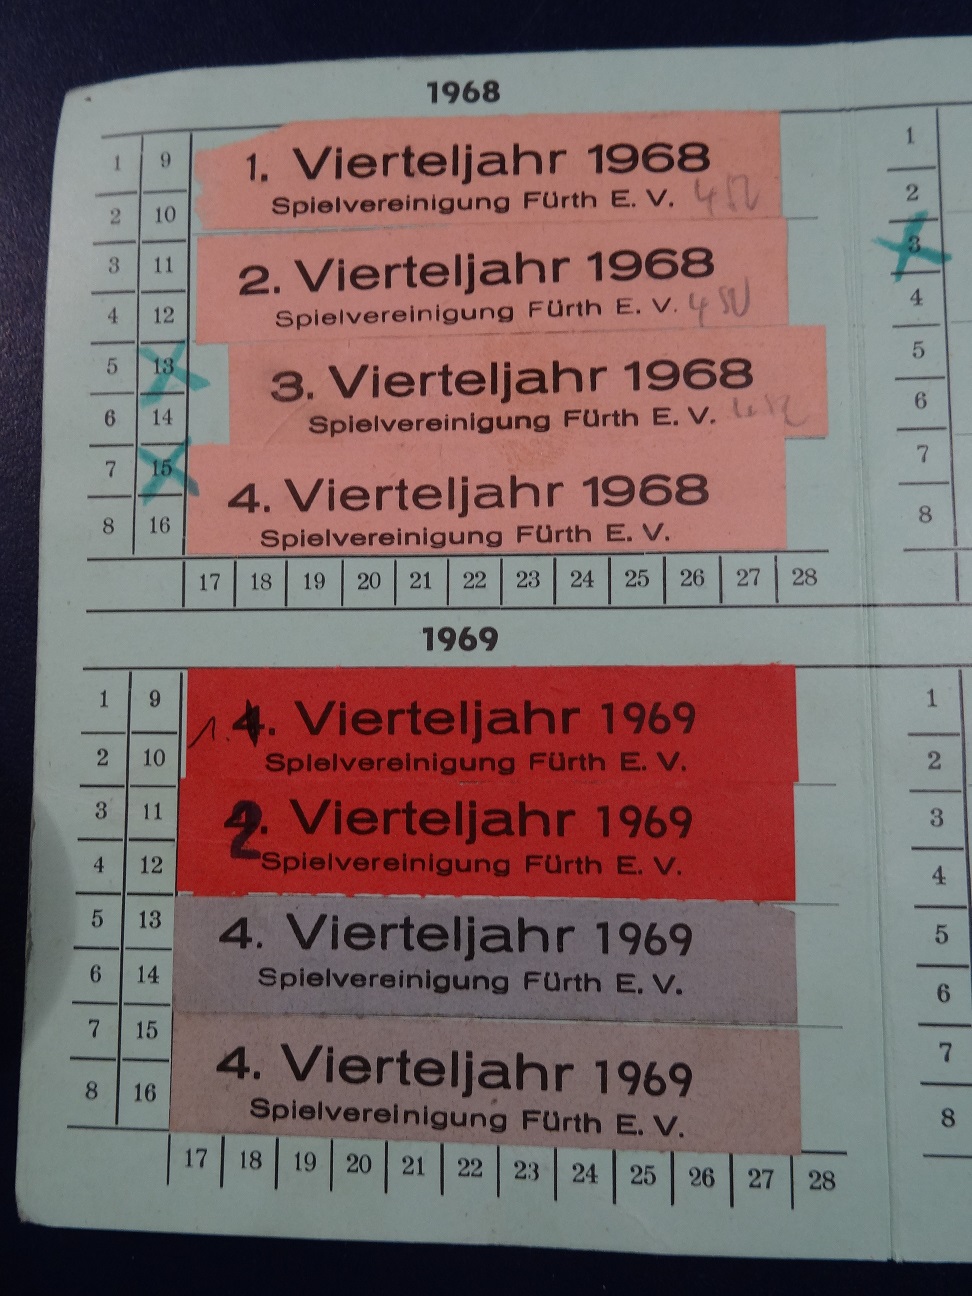 1968
1 9
2 10
3 11
4 12
5 13
6 14
7 15
8 16
1. Vierteljahr 1968
Spielvereinigung Fürth E. V.
2. Vierteljahr 1968
Spielvereinigung Fürth E. V.
3. Vierteljahr 1968
Spielvereinigung Fürth E. V.
4. Vierteljahr 1968
Spielvereinigung Fürth E. V.
17 18 19 20 21 22 23 24 25 26 27 28
1
2
3
4
5
6
7
8
1969
1 9
2 10
3 11
4 12
5 13
6 14
7 15
8 16
1. 4. Vierteljahr 1969
Spielvereinigung Fürth E. V.
2. Vierteljahr 1969
Spielvereinigung Fürth E. V.
4. Vierteljahr 1969
Spielvereinigung Fürth E. V.
4. Vierteljahr 1969
Spielvereinigung Fürth E. V.
17 18 19 20 21 22 23 24 25 26 27 28
1
2
3
4
5
6
7
8